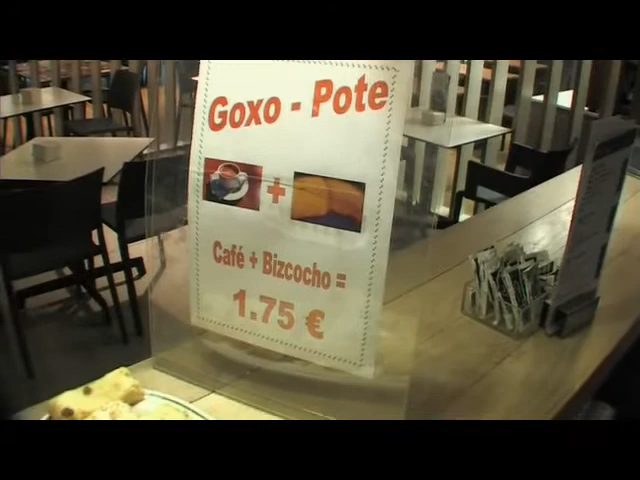 Goxo - Pote
+
Café + Bizcocho =
1.75 €